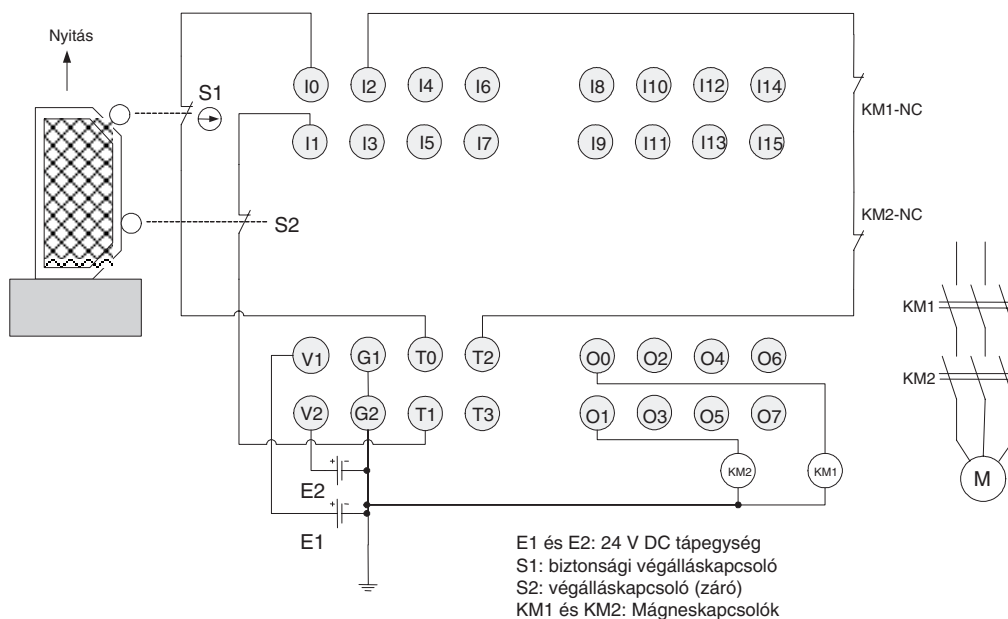 Nyitás
S1
I0 I2 I4 I6 I8 I10 I12 I14
KM1-NC
I1 I3 I5 I7 I9 I11 I13 I15
S2
KM2-NC
KM1
V1 G1 T0 T2 O0 O2 O4 O6
KM2
V2 G2 T1 T3 O1 O3 O5 O7
KM2 KM1
M
+ -
E2
+ -
E1
E1 és E2: 24 V DC tápegység
S1: biztonsági végálláskapcsoló
S2: végálláskapcsoló (záró)
KM1 és KM2: Mágneskapcsolók